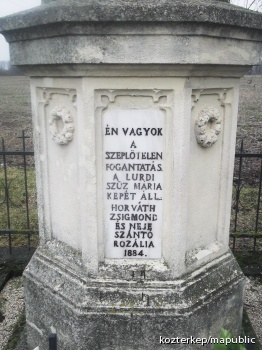 ÉN VAGYOK
A
SZEPLŐTELEN
FOGANTATÁS.
A LURDI
SZŰZ MÁRIA
KÉPÉT ÁLL.
HORVÁTH
ZSIGMOND
ÉS NEJE
SZÁNTÓ
ROZÁLIA
1884.
kozterkep/mapublic